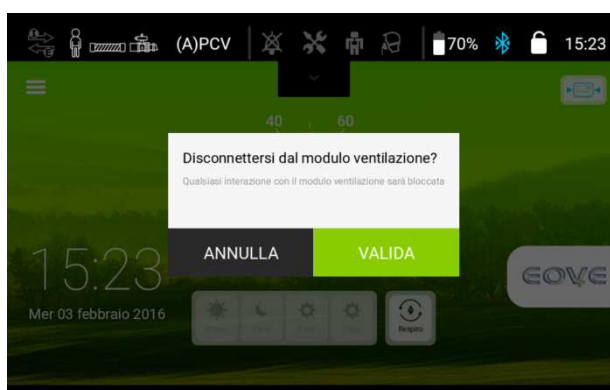 (A)PCV
70%
15:23
40
60
Disconnettersi dal modulo ventilazione?
Qualsiasi interazione con il modulo ventilazione sarà bloccata
ANNULLA
VALIDA
15:23
EOVE
Mer 03 febbraio 2016
Respiro